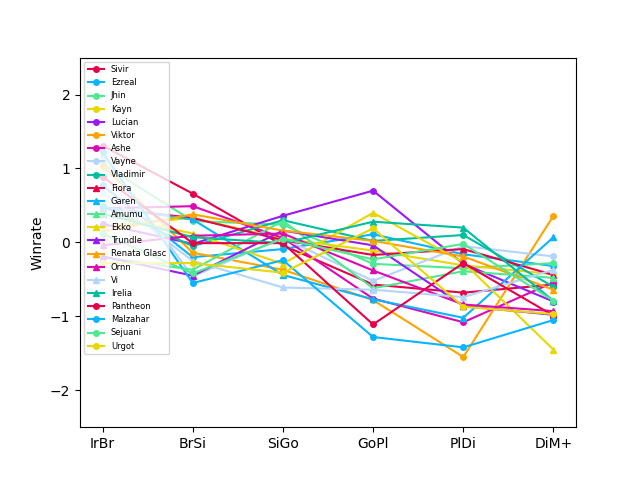 Winrate
2
1
0
−1
−2
IrBr BrSi SiGo GoPl PlDi DiM+
Sivir
Ezreal
Jhin
Kayn
Lucian
Viktor
Ashe
Vayne
Vladimir
Fiora
Garen
Amumu
Ekko
Trundle
Renata Glasc
Ornn
Vi
Irelia
Pantheon
Malzahar
Sejuani
Urgot